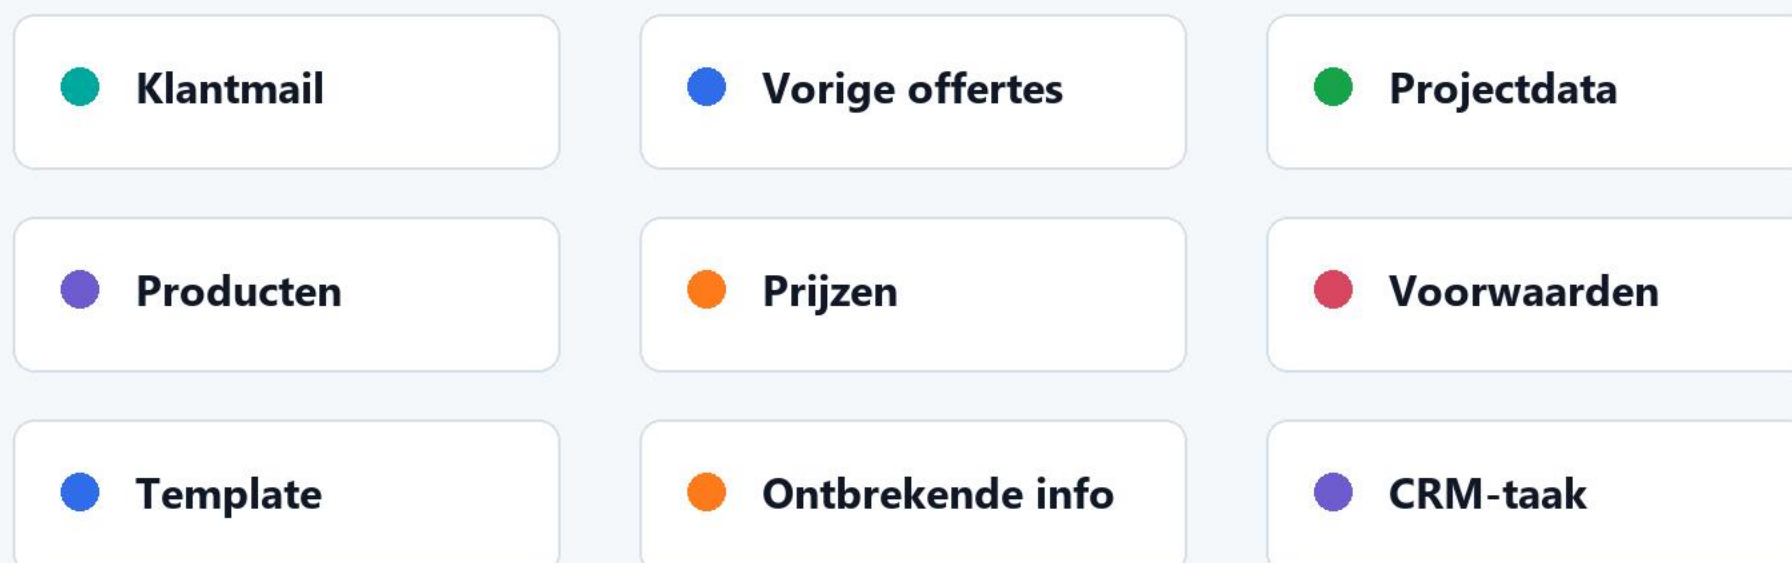 Klantmail
Vorige offertes
Projectdata
Producten
Prijzen
Voorwaarden
Template
Ontbrekende info
CRM-taak